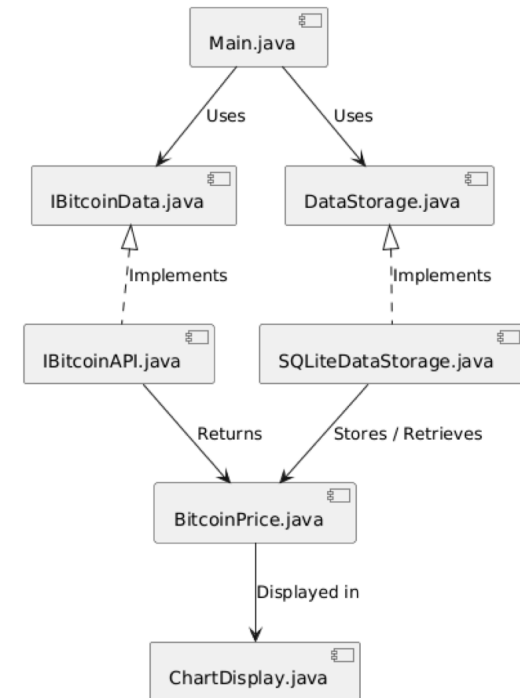 Main.java
Uses
Uses
IBitcoinData.java
DataStorage.java
Implements
Implements
IBitcoinAPI.java
SQLiteDataStorage.java
Returns
Stores / Retrieves
BitcoinPrice.java
Displayed in
ChartDisplay.java